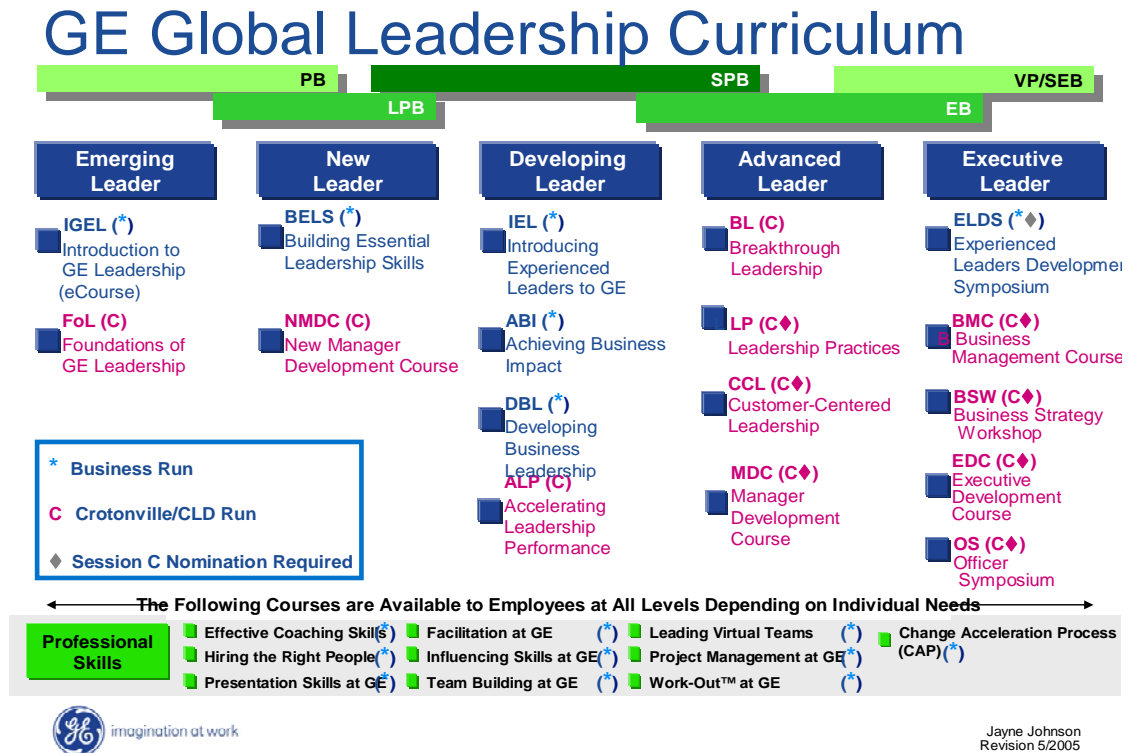 GE Global Leadership Curriculum
PB
SPB
VP/SEB
LPB
EB
Emerging
Leader
New
Leader
Developing
Leader
Advanced
Leader
Executive
Leader
IGEL (*)
Introduction to
GE Leadership
(eCourse)
FoL (C)
Foundations of
GE Leadership
BELS (*)
Building Essential
Leadership Skills
NMDC (C)
New Manager
Development Course
IEL (*)
Introducing
Experienced
Leaders to GE
ABI (*)
Achieving Business
Impact
DBL (*)
Developing
Business
Leadership
ALP (C)
Accelerating
Leadership
Performance
BL (C)
Breakthrough
Leadership
LP (C♦)
Leadership Practices
CCL (C♦)
Customer-Centered
Leadership
MDC (C♦)
Manager
Development
Course
ELDS (*♦)
Experienced
Leaders Developmen
Symposium
BMC (C♦)
B Business
Management Course
BSW (C♦)
Business Strategy
Workshop
EDC (C♦)
Executive
Development
Course
OS (C♦)
Officer
Symposium
* Business Run
C Crotonville/CLD Run
♦ Session C Nomination Required
The Following Courses are Available to Employees at All Levels Depending on Individual Needs
Professional
Skills
Effective Coaching Skills (*)
Hiring the Right People (*)
Presentation Skills at GE (*)
Facilitation at GE (*)
Influencing Skills at GE (*)
Team Building at GE (*)
Leading Virtual Teams (*)
Project Management at GE (*)
Work-Out™ at GE (*)
Change Acceleration Process
(CAP) (*)
GE
imagination at work
Jayne Johnson
Revision 5/2005